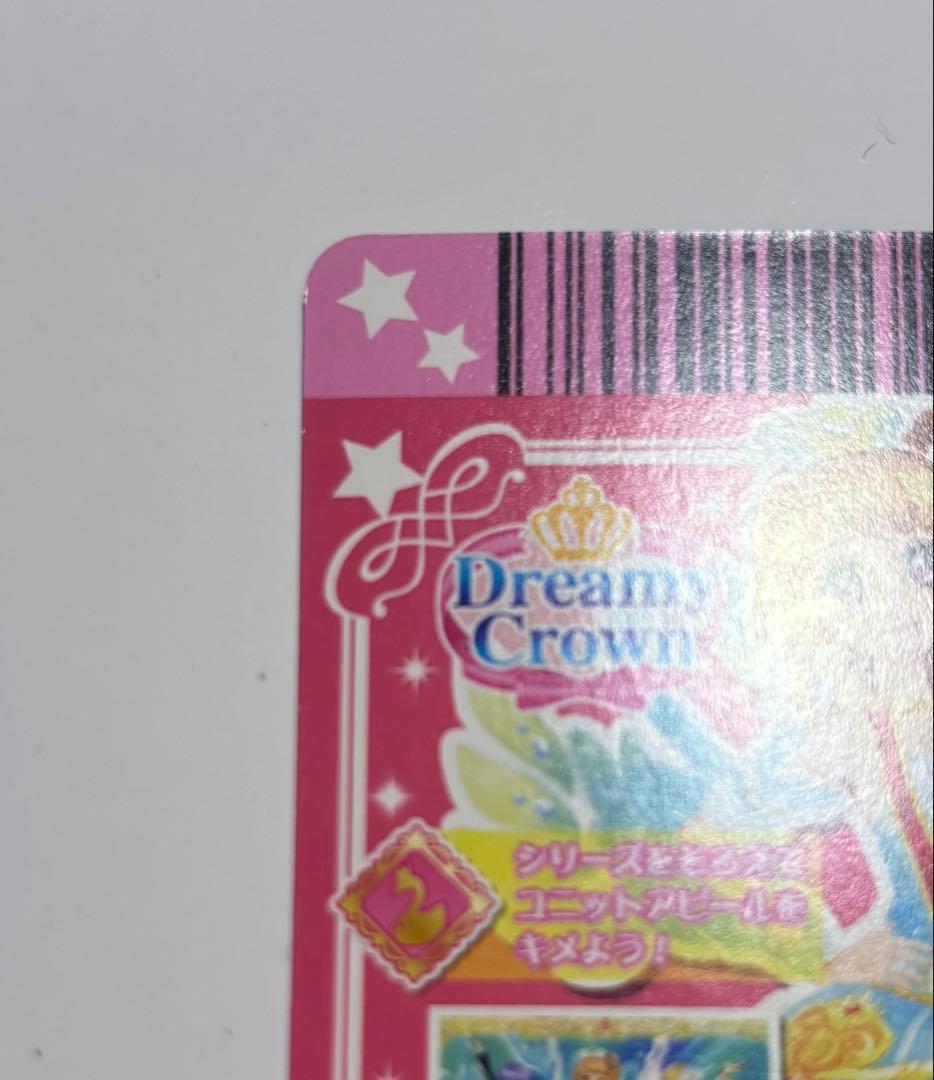 Dreamy
Crown
シリーズをそろえて
ユニットアピールを
キメよう!